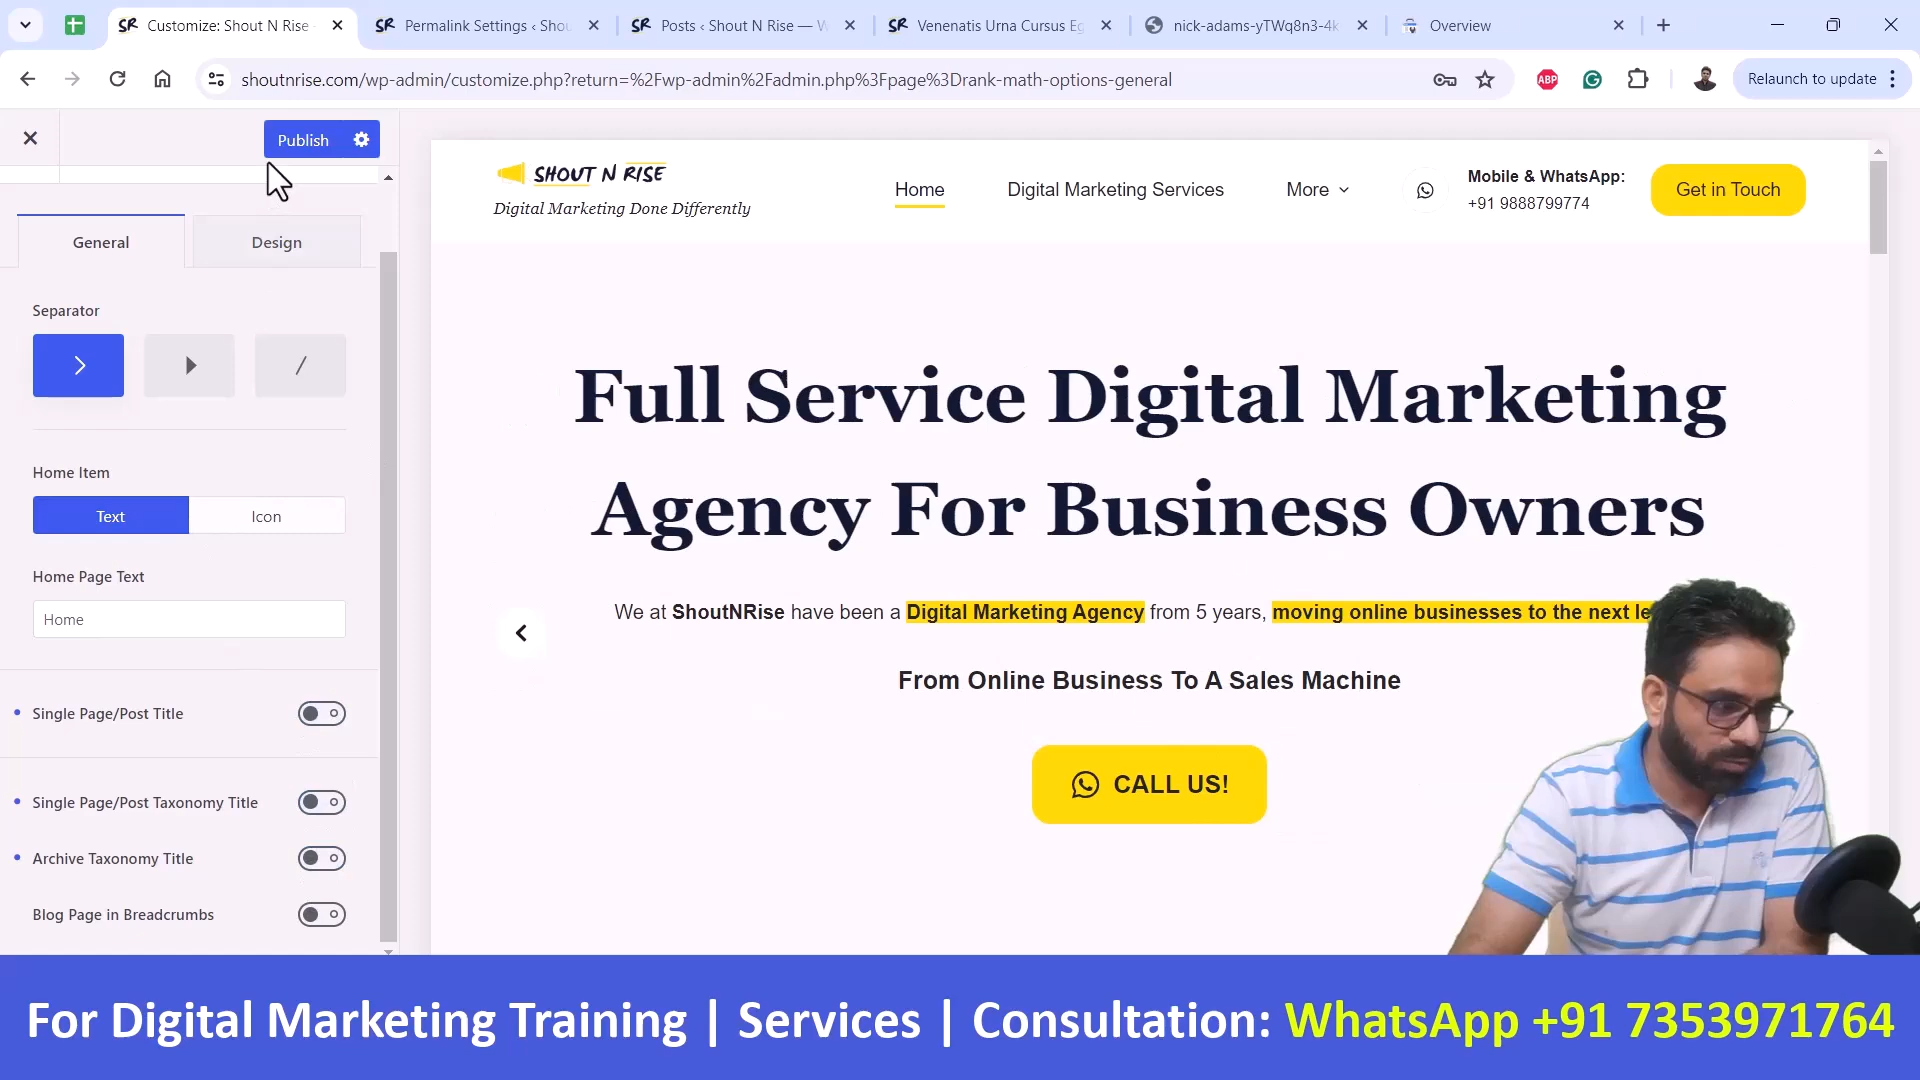 Customize: Shout N Rise
Permalink Settings ‹ Shou
Posts ‹ Shout N Rise — W
Venenatis Urna Cursus Eg
nick-adams-yTWq8n3-4k
Overview
shoutnrise.com/wp-admin/customize.php?return=%2Fwp-admin%2Fadmin.php%3Fpage%3Drank-math-options-general
ABP
Relaunch to update
Publish
General
Design
Separator
Home Item
Text
Icon
Home Page Text
Home
Single Page/Post Title
Single Page/Post Taxonomy Title
Archive Taxonomy Title
Blog Page in Breadcrumbs
SHOUT N RISE
Digital Marketing Done Differently
Home
Digital Marketing Services
More
Mobile & WhatsApp:
+91 9888799774
Get in Touch
Full Service Digital Marketing
Agency For Business Owners
We at ShoutNRise have been a Digital Marketing Agency from 5 years, moving online businesses to the next le
From Online Business To A Sales Machine
CALL US!
For Digital Marketing Training | Services | Consultation: WhatsApp +91 7353971764